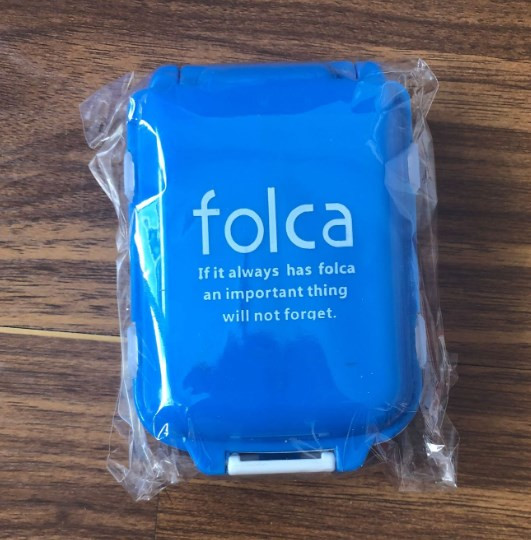 folca
If it always has folca
an important thing
will not forget.